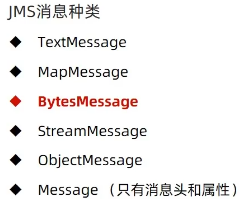 JMS消息种类
◆ TextMessage
◆ MapMessage
◆ BytesMessage
◆ StreamMessage
◆ ObjectMessage
◆ Message（只有消息头和属性）